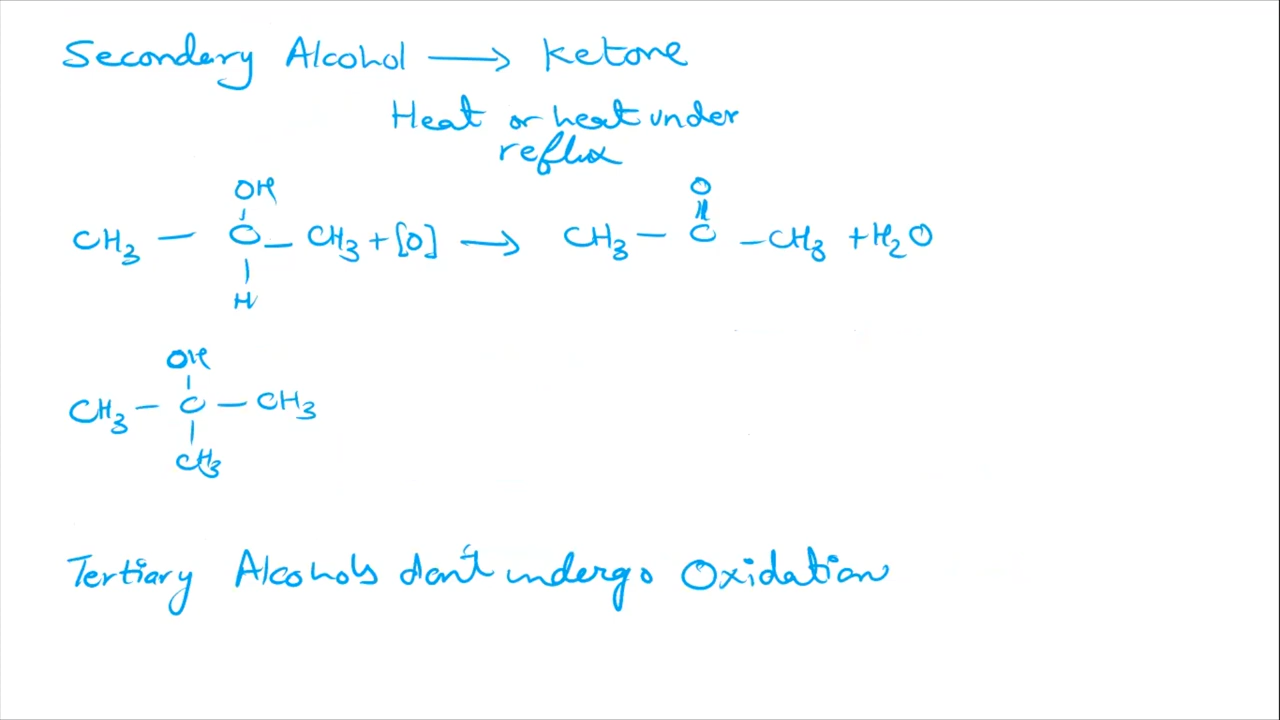 Secondary Alcohol ⟶ Ketone
Heat or heat under
reflux
OH
O
CH3 — C — CH3 + [O] ⟶ CH3 — C — CH3 + H2O
H
OH
CH3 — C — CH3
CH3
Tertiary Alcohols don't undergo Oxidation